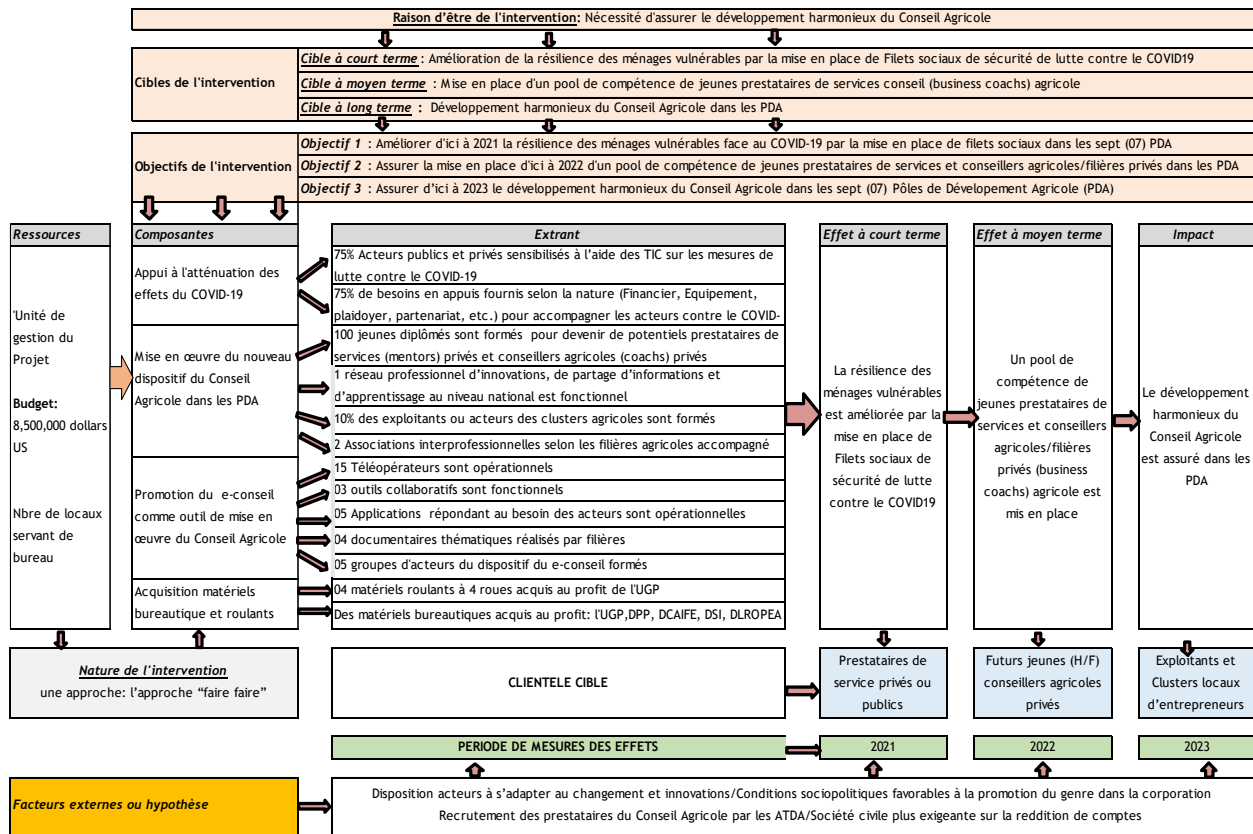 Raison d'être de l'intervention: Nécessité d'assurer le développement harmonieux du Conseil Agricole
Cibles de l'intervention
Cible à court terme : Amélioration de la résilience des ménages vulnérables par la mise en place de Filets sociaux de sécurité de lutte contre le COVID19
Cible à moyen terme : Mise en place d'un pool de compétence de jeunes prestataires de services conseil (business coachs) agricole
Cible à long terme : Développement harmonieux du Conseil Agricole dans les PDA
Objectifs de l'intervention
Objectif 1 : Améliorer d'ici à 2021 la résilience des ménages vulnérables face au COVID-19 par la mise en place de filets sociaux dans les sept (07) PDA
Objectif 2 : Assurer la mise en place d'ici à 2022 d'un pool de compétence de jeunes prestataires de services et conseillers agricoles/filières privés dans les PDA
Objectif 3 : Assurer d'ici à 2023 le développement harmonieux du Conseil Agricole dans les sept (07) Pôles de Dévelopement Agricole (PDA)
Ressources
'Unité de
gestion du
Projet
Budget:
8,500,000 dollars
US
Nbre de locaux
servant de
bureau
Composantes
Appui à l'atténuation des
effets du COVID-19
Mise en œuvre du nouveau
dispositif du Conseil
Agricole dans les PDA
Promotion du e-conseil
comme outil de mise en
œuvre du Conseil Agricole
Acquisition matériels
bureautique et roulants
Extrant
75% Acteurs publics et privés sensibilisés à l'aide des TIC sur les mesures de
lutte contre le COVID-19
75% de besoins en appuis fournis selon la nature (Financier, Equipement,
plaidoyer, partenariat, etc.) pour accompagner les acteurs contre le COVID-
100 jeunes diplômés sont formés pour devenir de potentiels prestataires de
services (mentors) privés et conseillers agricoles (coachs) privés
1 réseau professionnel d'innovations, de partage d'informations et
d'apprentissage au niveau national est fonctionnel
10% des exploitants ou acteurs des clusters agricoles sont formés
2 Associations interprofessionnelles selon les filières agricoles accompagné
15 Téléopérateurs sont opérationnels
03 outils collaboratifs sont fonctionnels
05 Applications répondant au besoin des acteurs sont opérationnelles
04 documentaires thématiques réalisés par filières
05 groupes d'acteurs du dispositif du e-conseil formés
04 matériels roulants à 4 roues acquis au profit de l'UGP
Des matériels bureautiques acquis au profit: l'UGP,DPP, DCAIFE, DSI, DLROPEA
Effet à court terme
La résilience des
ménages vulnérables
est améliorée par la
mise en place de
Filets sociaux de
sécurité de lutte
contre le COVID19
Effet à moyen terme
Un pool de
compétence de
jeunes prestataires de
services et conseillers
agricoles/filières
privés (business
coachs) agricole est
mis en place
Impact
Le développement
harmonieux du
Conseil Agricole
est assuré dans les
PDA
Nature de l'intervention
une approche: l'approche "faire faire"
CLIENTELE CIBLE
Prestataires de
service privés ou
publics
Futurs jeunes (H/F)
conseillers agricoles
privés
Exploitants et
Clusters locaux
d'entrepreneurs
PERIODE DE MESURES DES EFFETS
2021
2022
2023
Facteurs externes ou hypothèse
Disposition acteurs à s'adapter au changement et innovations/Conditions sociopolitiques favorables à la promotion du genre dans la corporation
Recrutement des prestataires du Conseil Agricole par les ATDA/Société civile plus exigeante sur la reddition de comptes